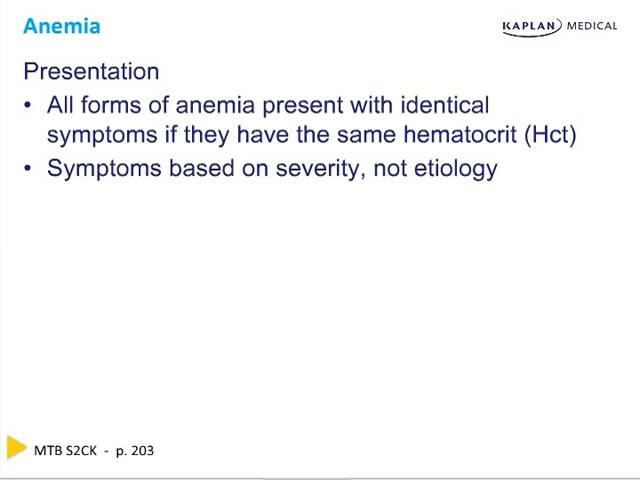 Anemia
KAPLAN MEDICAL
Presentation
• All forms of anemia present with identical
symptoms if they have the same hematocrit (Hct)
• Symptoms based on severity, not etiology
MTB S2CK - p. 203